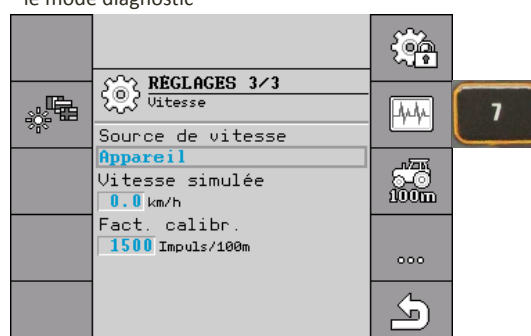 le mode diagnostic
RÉGLAGES 3/3
Vitesse
Source de vitesse
Appareil
Vitesse simulée
0.0 km/h
Fact. calibr.
1500 Impuls/100m
100m
7